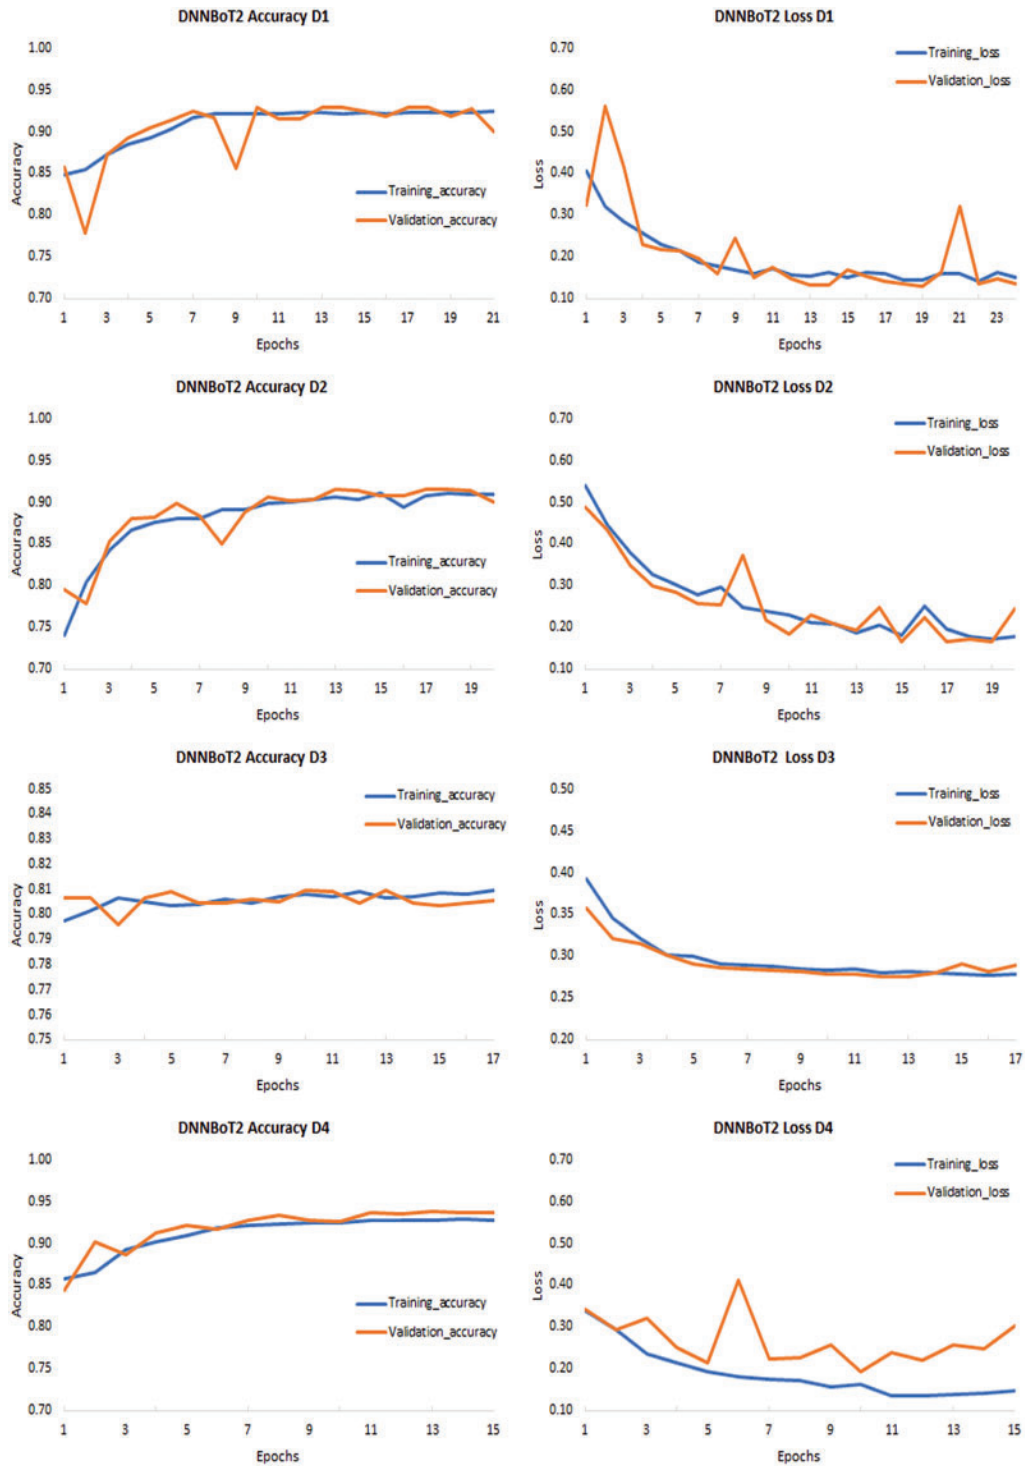 DNNBoT2 Accuracy D1
1.00
0.95
0.90
0.85
0.80
0.75
0.70
Accuracy
Training_accuracy
Validation_accuracy
1 3 5 7 9 11 13 15 17 19 21
Epochs
DNNBoT2 Loss D1
0.70
0.60
0.50
0.40
0.30
0.20
0.10
Loss
Training_loss
Validation_loss
1 3 5 7 9 11 13 15 17 19 21 23
Epochs
DNNBoT2 Accuracy D2
1.00
0.95
0.90
0.85
0.80
0.75
0.70
Accuracy
Training_accuracy
Validation_accuracy
1 3 5 7 9 11 13 15 17 19
Epochs
DNNBoT2 Loss D2
0.70
0.60
0.50
0.40
0.30
0.20
0.10
Loss
Training_loss
Validation_loss
1 3 5 7 9 11 13 15 17 19
Epochs
DNNBoT2 Accuracy D3
0.85
0.84
0.83
0.82
0.81
0.80
0.79
0.78
0.77
0.76
0.75
Accuracy
Training_accuracy
Validation_accuracy
1 3 5 7 9 11 13 15 17
Epochs
DNNBoT2 Loss D3
0.50
0.45
0.40
0.35
0.30
0.25
0.20
Loss
Training_loss
Validation_loss
1 3 5 7 9 11 13 15 17
Epochs
DNNBoT2 Accuracy D4
1.00
0.95
0.90
0.85
0.80
0.75
0.70
Accuracy
Training_accuracy
Validation_accuracy
1 3 5 7 9 11 13 15
Epochs
DNNBoT2 Loss D4
0.70
0.60
0.50
0.40
0.30
0.20
0.10
Loss
Training_loss
Validation_loss
1 3 5 7 9 11 13 15
Epochs